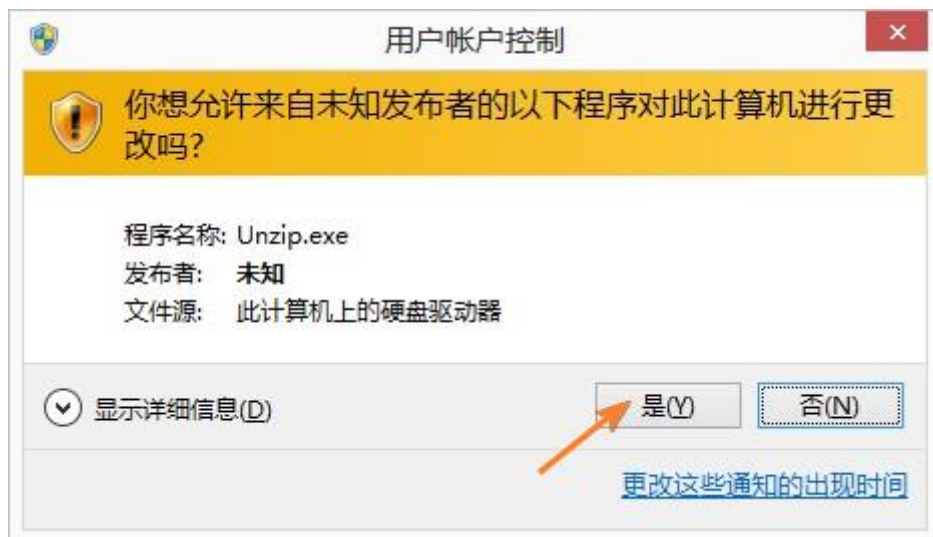 用户帐户控制
你想允许来自未知发布者的以下程序对此计算机进行更
改吗?
程序名称: Unzip.exe
发布者: 未知
文件源: 此计算机上的硬盘驱动器
显示详细信息(D)
是(Y)
否(N)
更改这些通知的出现时间